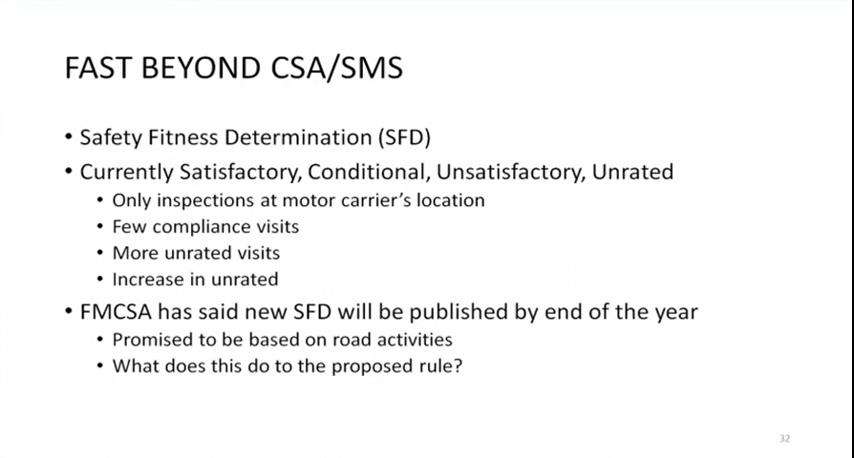 FAST BEYOND CSA/SMS
• Safety Fitness Determination (SFD)
• Currently Satisfactory, Conditional, Unsatisfactory, Unrated
• Only inspections at motor carrier's location
• Few compliance visits
• More unrated visits
• Increase in unrated
• FMCSA has said new SFD will be published by end of the year
• Promised to be based on road activities
• What does this do to the proposed rule?
32